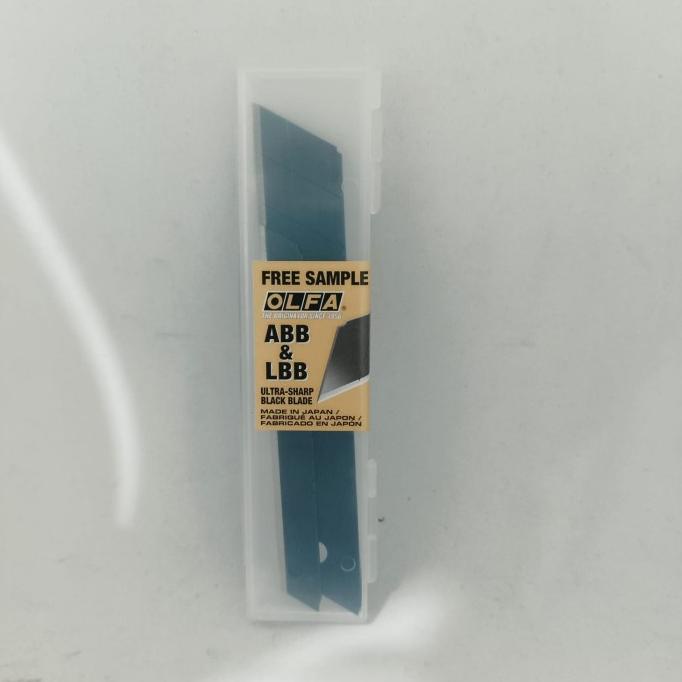 FREE SAMPLE
OLFA®
THE ORIGINATOR SINCE 1956
ABB
&
LBB
ULTRA-SHARP
BLACK BLADE
MADE IN JAPAN /
FABRIQUÉ AU JAPON /
FABRICADO EN JAPÓN